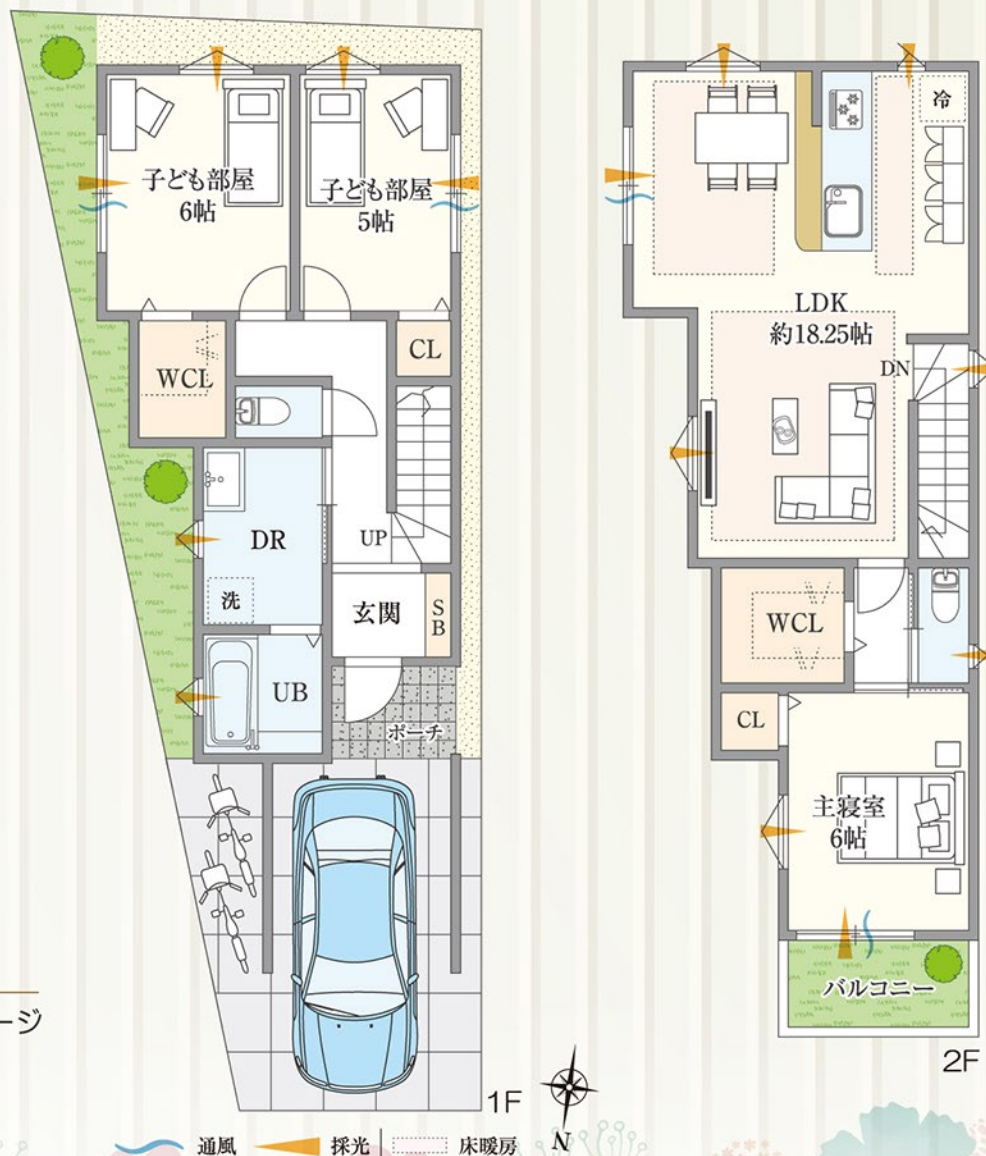 子ども部屋
6帖
子ども部屋
5帖
WCL
CL
DR
UP
洗
玄関
SB
UB
ポーチ
1F
冷
LDK
約18.25帖
DN
WCL
CL
主寝室
6帖
バルコニー
2F
ージ
N
通風 採光 床暖房